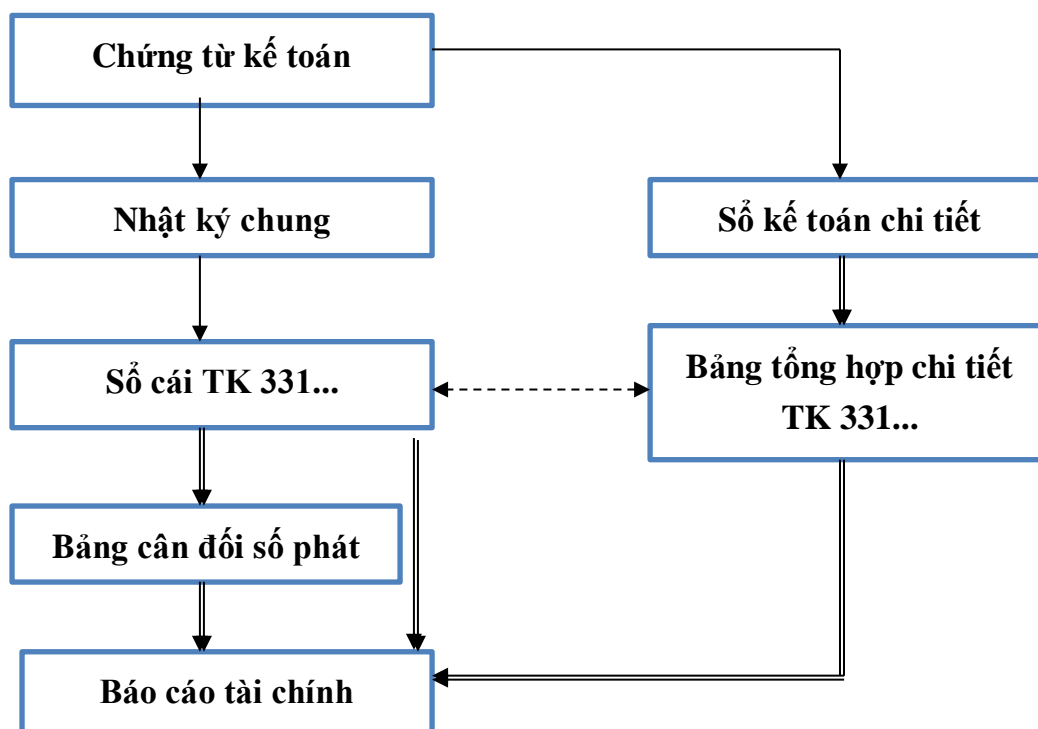 Chứng từ kế toán
Nhật ký chung
Sổ kế toán chi tiết
Sổ cái TK 331...
Bảng tổng hợp chi tiết
TK 331...
Bảng cân đối số phát
Báo cáo tài chính